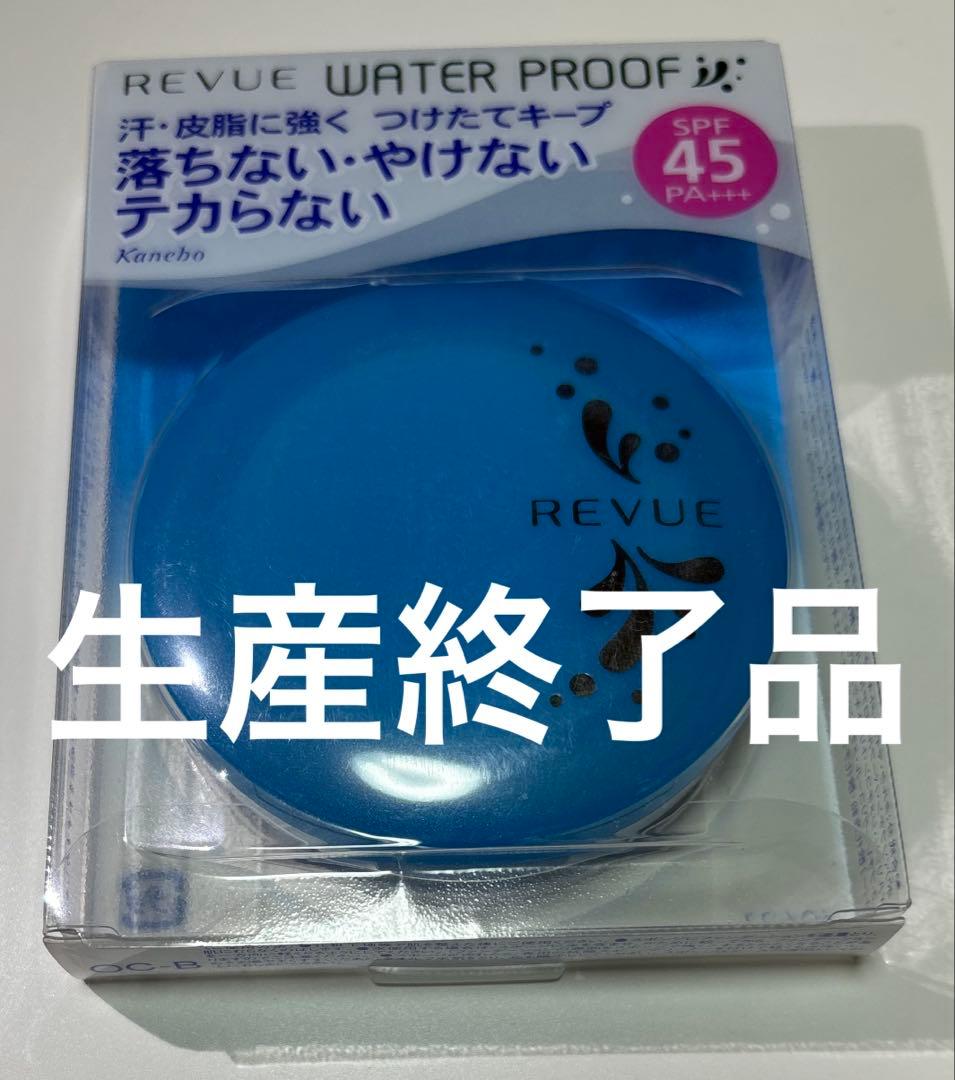 REVUE WATER PROOF
汗・皮脂に強く つけたてキープ
落ちない・やけない
テカらない
Kanebo
SPF
45
PA+++
REVUE
生産終了品
OC-B